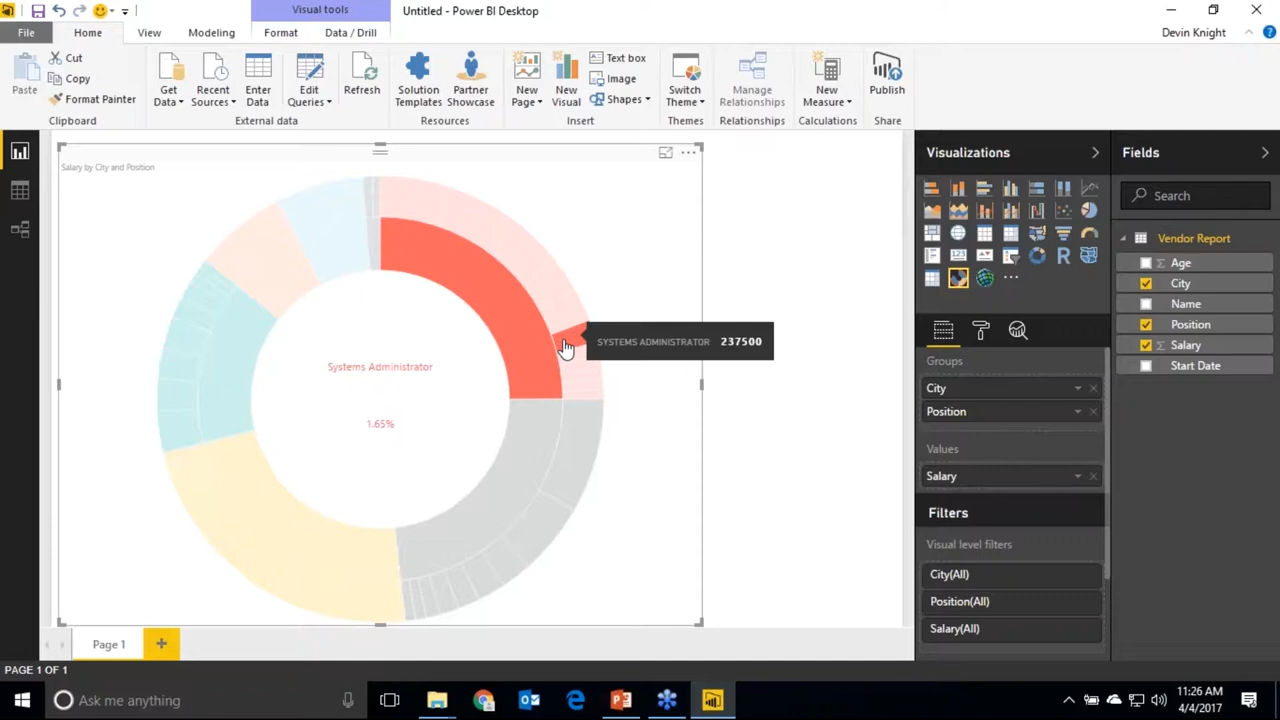 Visual tools
Untitled - Power BI Desktop
File
Home
View
Modeling
Format
Data / Drill
Devin Knight
Paste
Cut
Copy
Format Painter
Clipboard
Get Data
Recent Sources
Enter Data
Edit Queries
Refresh
External data
Solution Templates
Partner Showcase
Resources
New Page
New Visual
Text box
Image
Shapes
Insert
Switch Theme
Themes
Manage Relationships
Relationships
New Measure
Calculations
Publish
Share
Salary by City and Position
SYSTEMS ADMINISTRATOR 237500
Systems Administrator
1.65%
Visualizations
123
R
Groups
City
Position
Values
Salary
Filters
Visual level filters
City(All)
Position(All)
Salary(All)
Fields
Search
Vendor Report
Σ Age
City
Name
Position
Σ Salary
Start Date
Page 1
PAGE 1 OF 1
Ask me anything
11:26 AM
4/4/2017